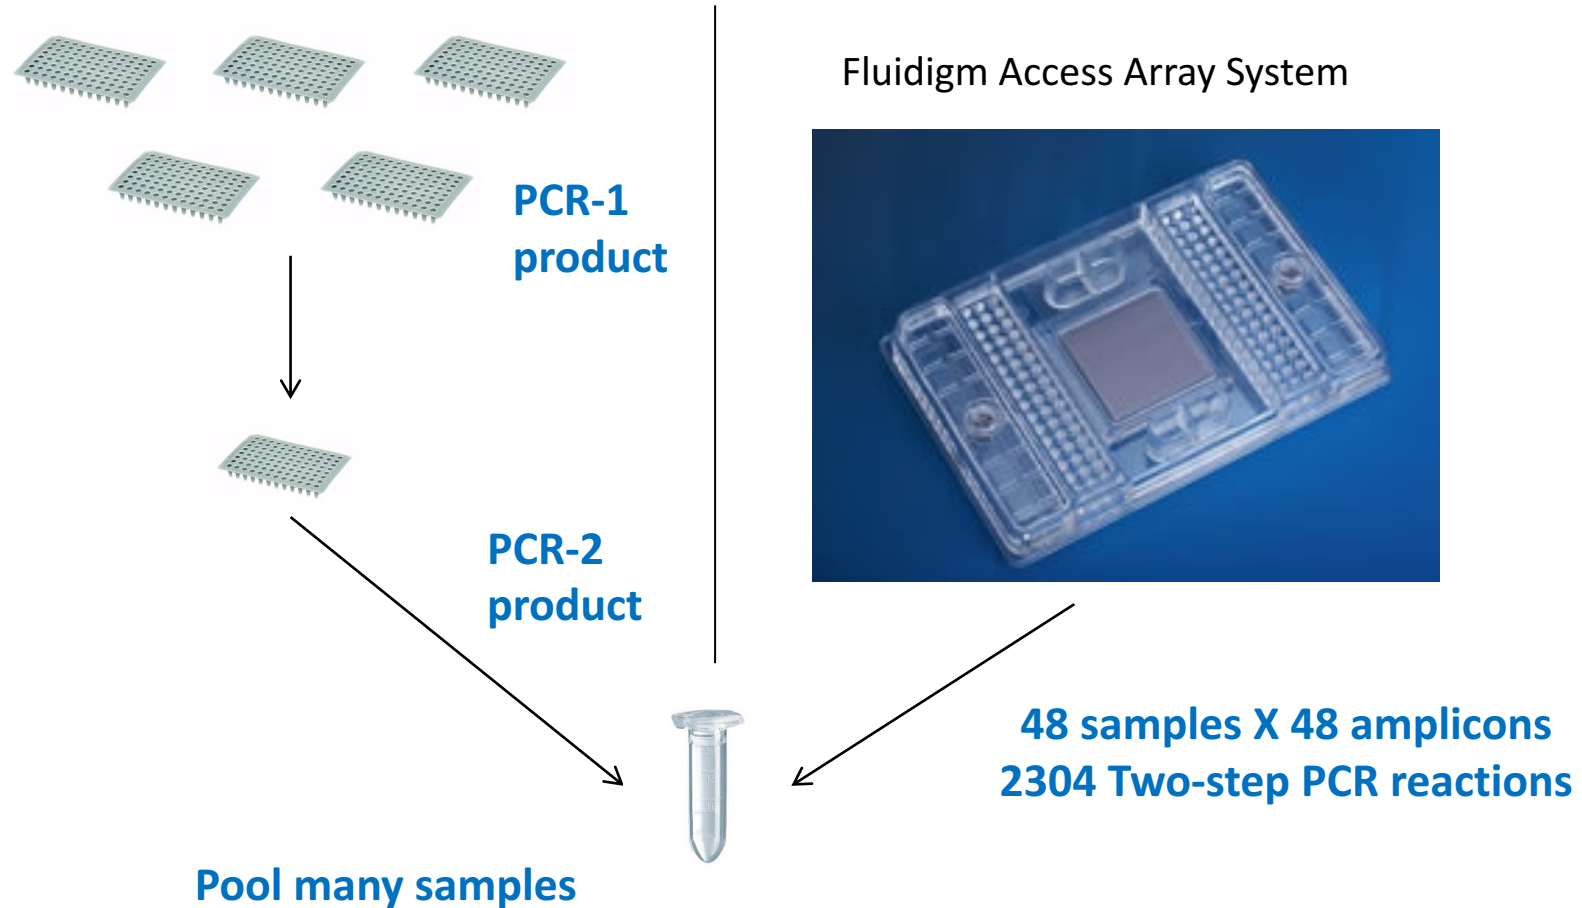 Fluidigm Access Array System
PCR-1
product
PCR-2
product
48 samples X 48 amplicons
2304 Two-step PCR reactions
Pool many samples